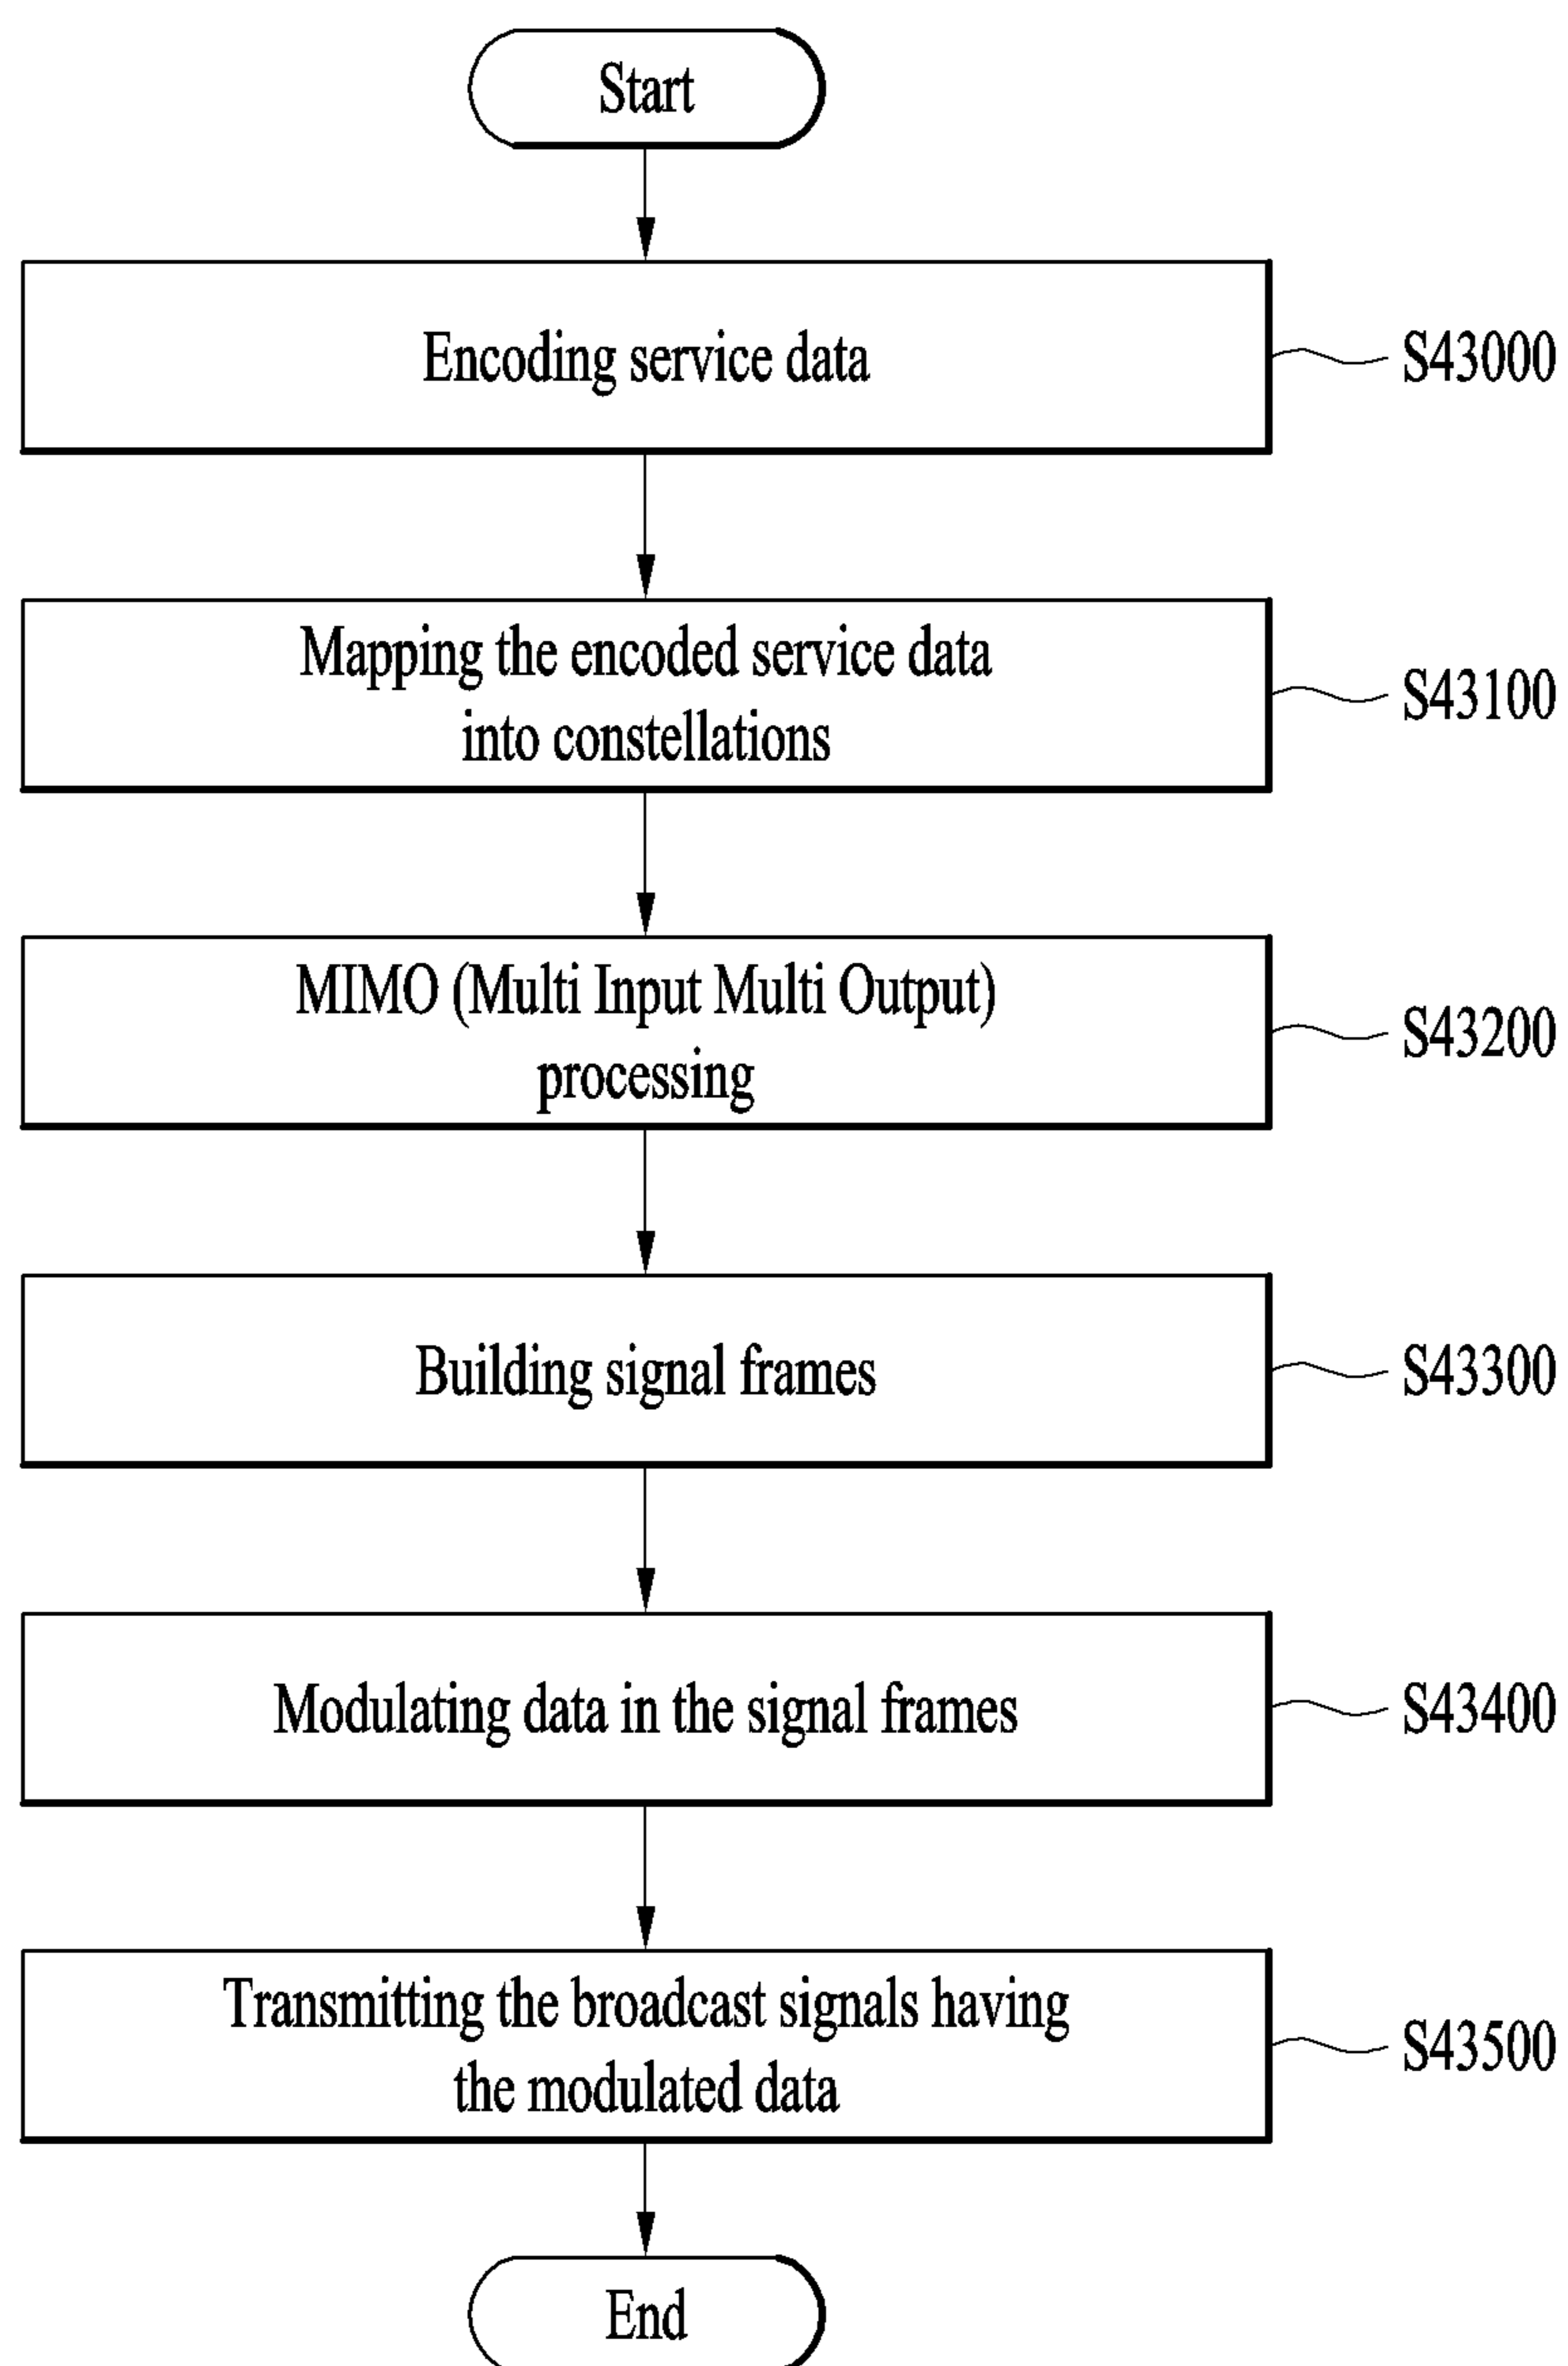 Start
Encoding service data
S43000
Mapping the encoded service data
into constellations
S43100
MIMO (Multi Input Multi Output)
processing
S43200
Building signal frames
S43300
Modulating data in the signal frames
S43400
Transmitting the broadcast signals having
the modulated data
S43500
End